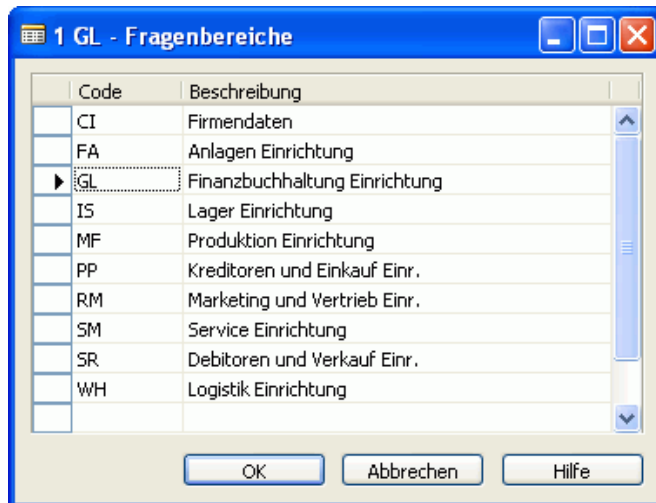 1 GL - Fragenbereiche
Code Beschreibung
CI Firmendaten
FA Anlagen Einrichtung
GL Finanzbuchhaltung Einrichtung
IS Lager Einrichtung
MF Produktion Einrichtung
PP Kreditoren und Einkauf Einr.
RM Marketing und Vertrieb Einr.
SM Service Einrichtung
SR Debitoren und Verkauf Einr.
WH Logistik Einrichtung
OK Abbrechen Hilfe